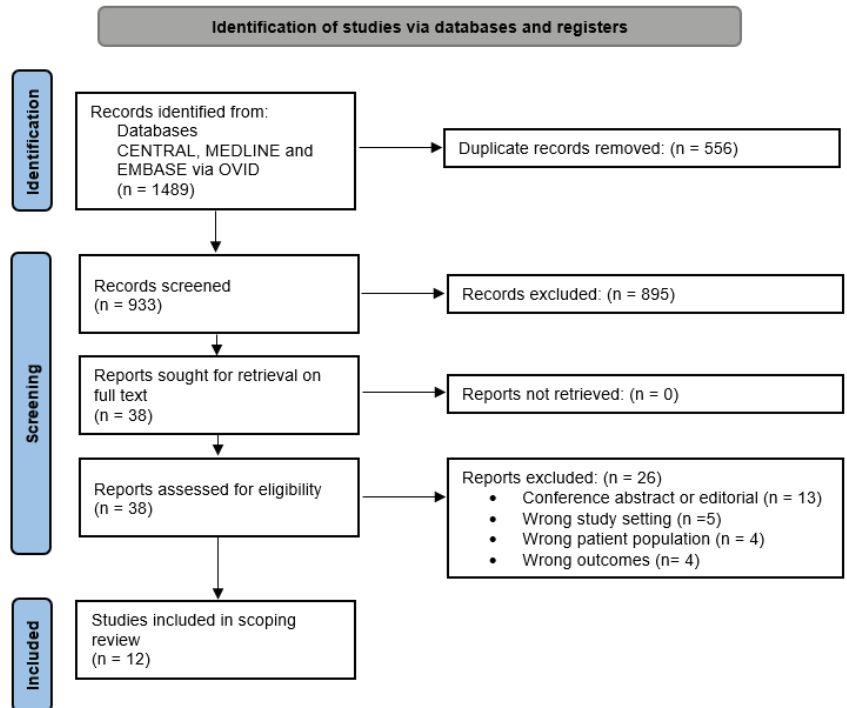 Identification of studies via databases and registers
Identification
Records identified from:
Databases
CENTRAL, MEDLINE and
EMBASE via OVID
(n = 1489)
Duplicate records removed: (n = 556)
Screening
Records screened
(n = 933)
Records excluded: (n = 895)
Reports sought for retrieval on
full text
(n = 38)
Reports not retrieved: (n = 0)
Reports assessed for eligibility
(n = 38)
Reports excluded: (n = 26)
• Conference abstract or editorial (n = 13)
• Wrong study setting (n =5)
• Wrong patient population (n = 4)
• Wrong outcomes (n= 4)
Included
Studies included in scoping
review
(n = 12)